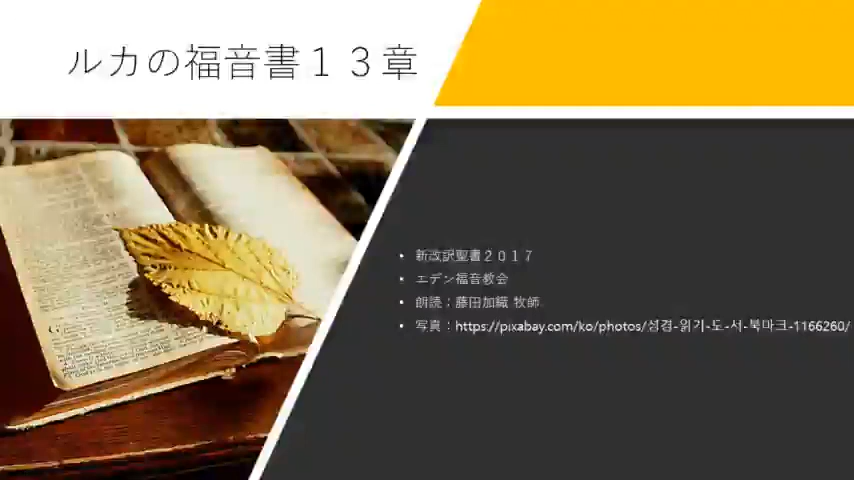 ルカの福音書１３章
• 新改訳聖書２０１７
• エデン福音教会
• 朗読：藤田加織 牧師
• 写真：https://pixabay.com/ko/photos/성경-읽기-도-서-북마크-1166260/